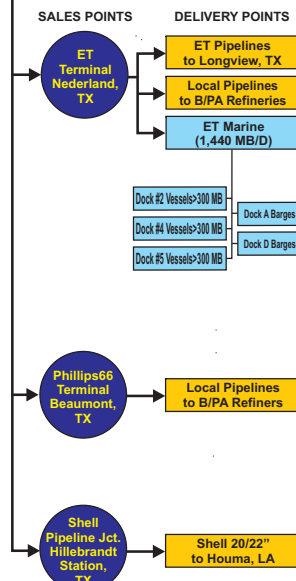 SALES POINTS
DELIVERY POINTS
ET
Terminal
Nederland,
TX
ET Pipelines
to Longview, TX
Local Pipelines
to B/PA Refineries
ET Marine
(1,440 MB/D)
Dock #2 Vessels>300 MB
Dock A Barges
Dock #4 Vessels>300 MB
Dock D Barges
Dock #5 Vessels>300 MB
Phillips66
Terminal
Beaumont,
TX
Local Pipelines
to B/PA Refiners
Shell
Pipeline Jct.
Hillebrandt
Station,
TX
Shell 20/22"
to Houma, LA